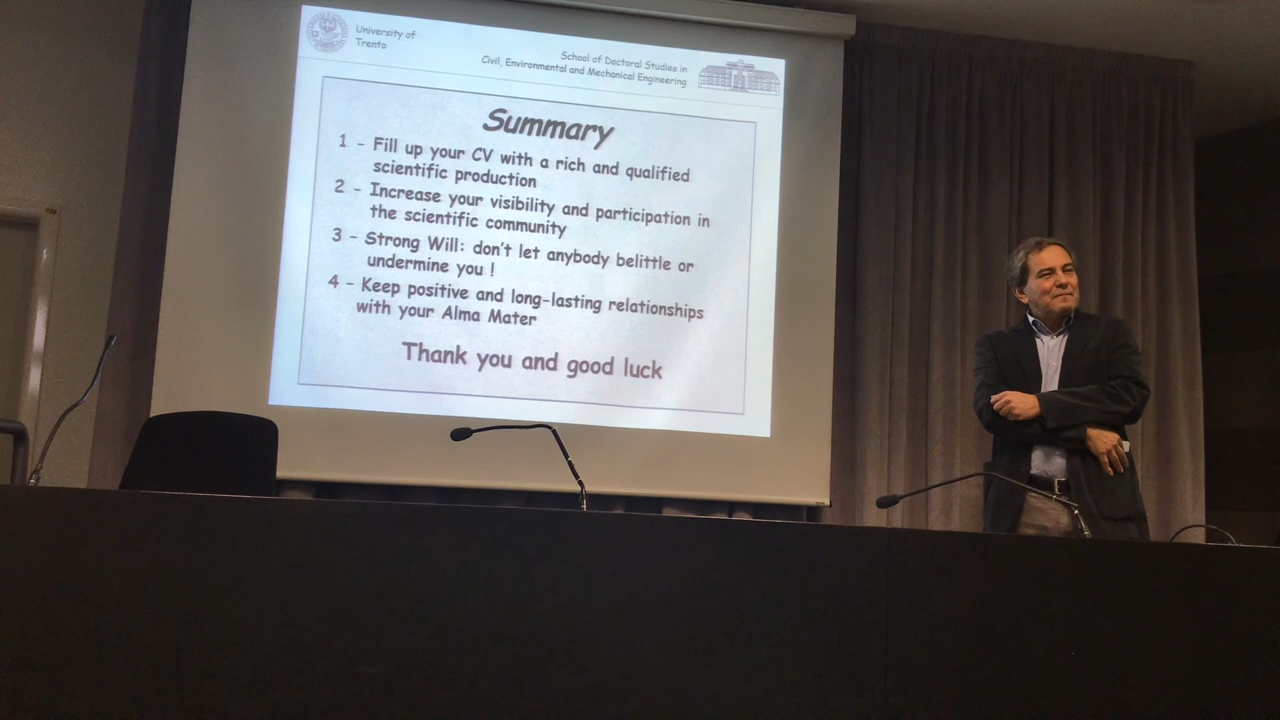 University of
Trento
School of Doctoral Studies in
Civil, Environmental and Mechanical Engineering
Summary
1 - Fill up your CV with a rich and qualified
scientific production
2 - Increase your visibility and participation in
the scientific community
3 - Strong Will: don't let anybody belittle or
undermine you !
4 - Keep positive and long-lasting relationships
with your Alma Mater
Thank you and good luck